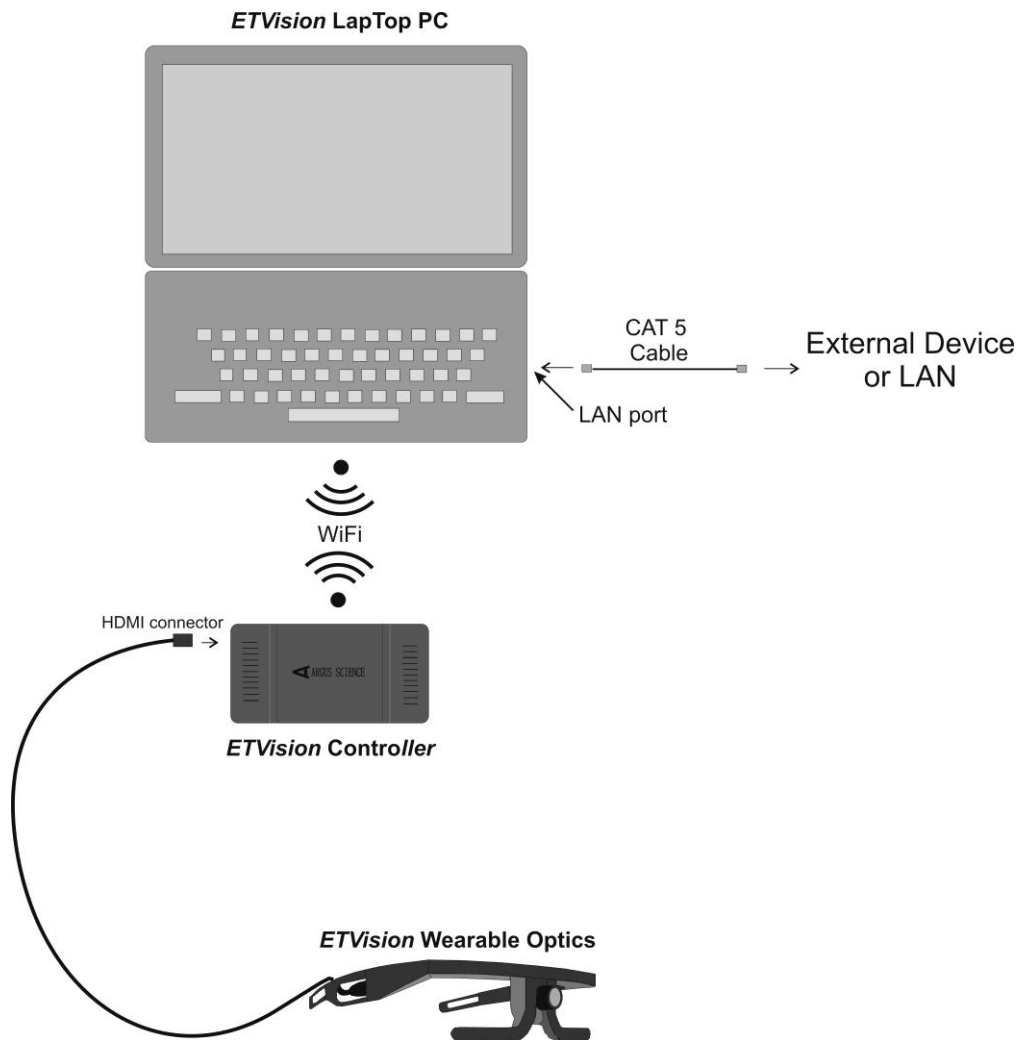 ETVision LapTop PC
CAT 5
Cable
External Device
or LAN
LAN port
WiFi
HDMI connector
ARGUS SCIENCE
ETVision Controller
ETVision Wearable Optics